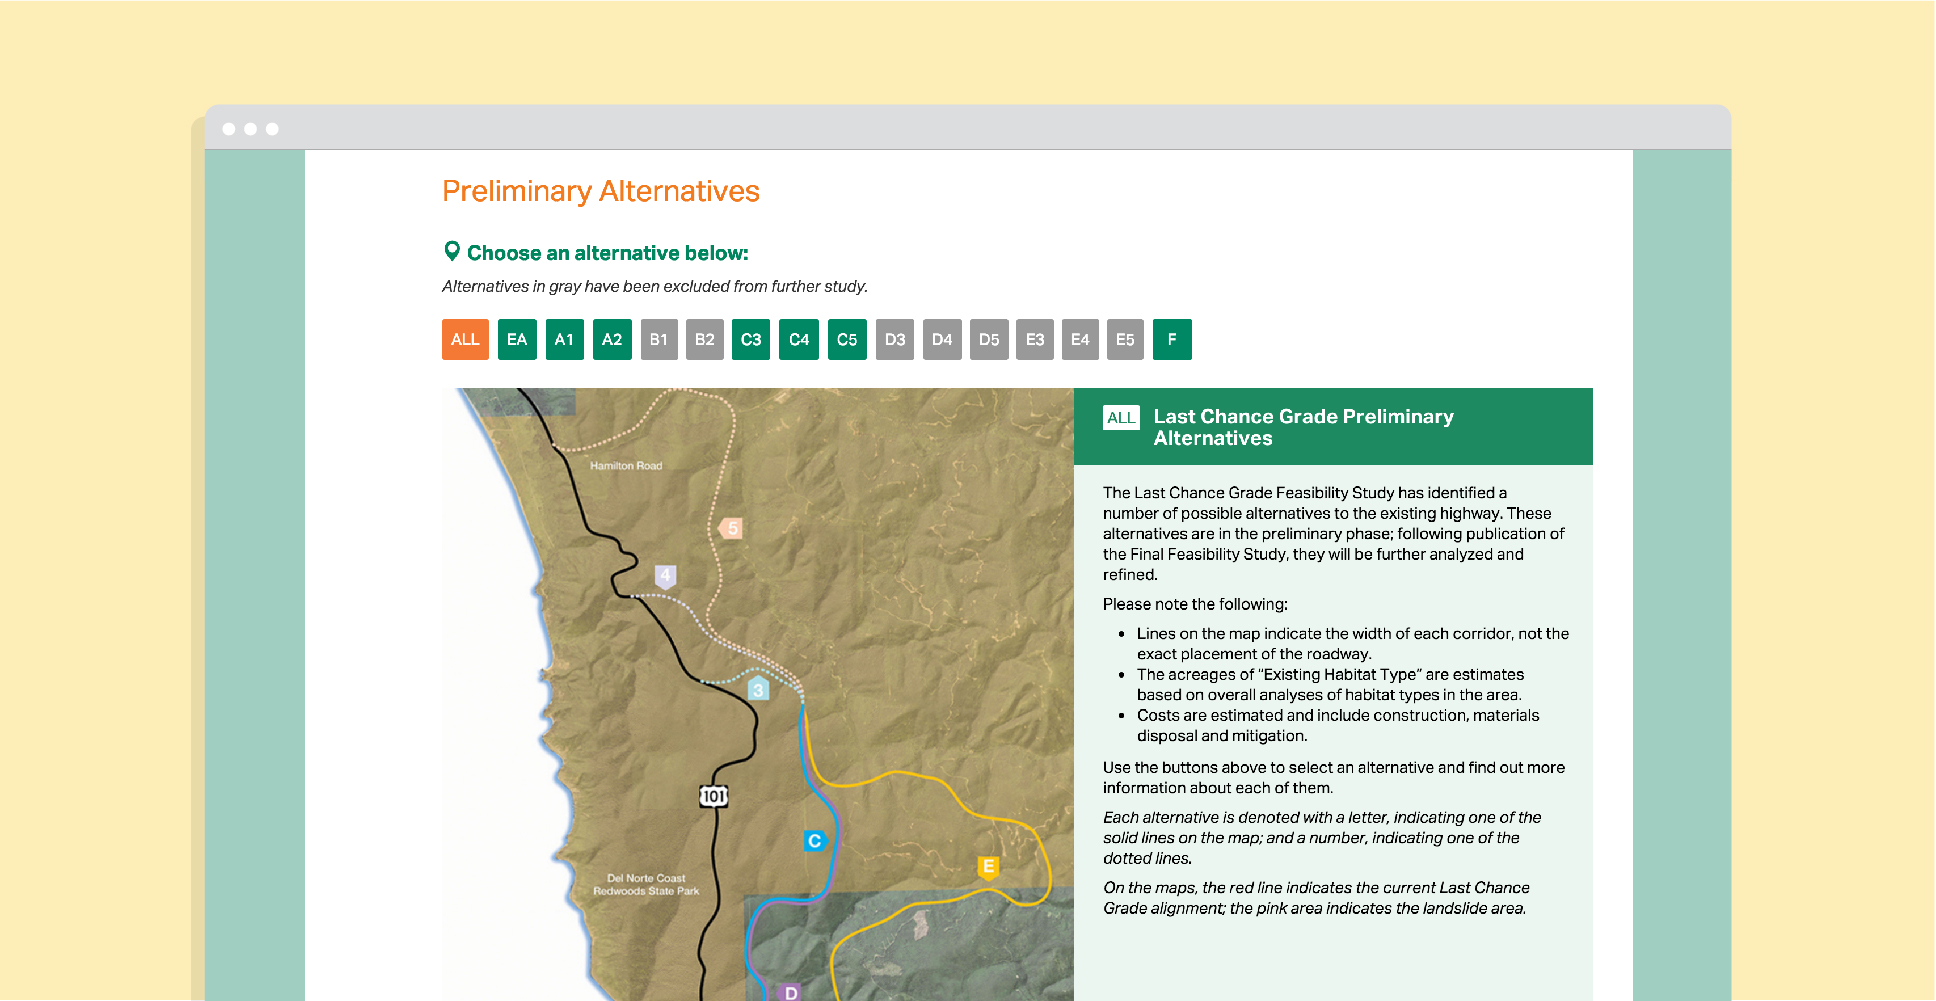 Preliminary Alternatives
Choose an alternative below:
Alternatives in gray have been excluded from further study.
ALL EA A1 A2 B1 B2 C3 C4 C5 D3 D4 D5 E3 E4 E5 F
Hamilton Road
5
4
3
101
C
E
Del Norte Coast
Redwoods State Park
D
ALL Last Chance Grade Preliminary
Alternatives
The Last Chance Grade Feasibility Study has identified a
number of possible alternatives to the existing highway. These
alternatives are in the preliminary phase; following publication of
the Final Feasibility Study, they will be further analyzed and
refined.
Please note the following:
• Lines on the map indicate the width of each corridor, not the
exact placement of the roadway.
• The acreages of “Existing Habitat Type” are estimates
based on overall analyses of habitat types in the area.
• Costs are estimated and include construction, materials
disposal and mitigation.
Use the buttons above to select an alternative and find out more
information about each of them.
Each alternative is denoted with a letter, indicating one of the
solid lines on the map; and a number, indicating one of the
dotted lines.
On the maps, the red line indicates the current Last Chance
Grade alignment; the pink area indicates the landslide area.